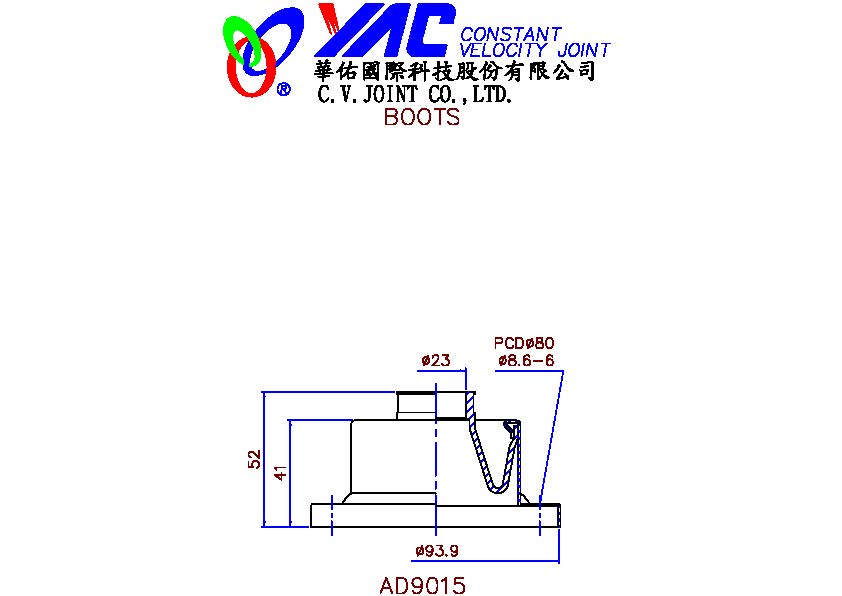 YAC CONSTANT
VELOCITY JOINT
®
華佑國際科技股份有限公司
C.V.JOINT CO.,LTD.
BOOTS
PCDø80
ø23
ø8.6-6
52
41
ø93.9
AD9015